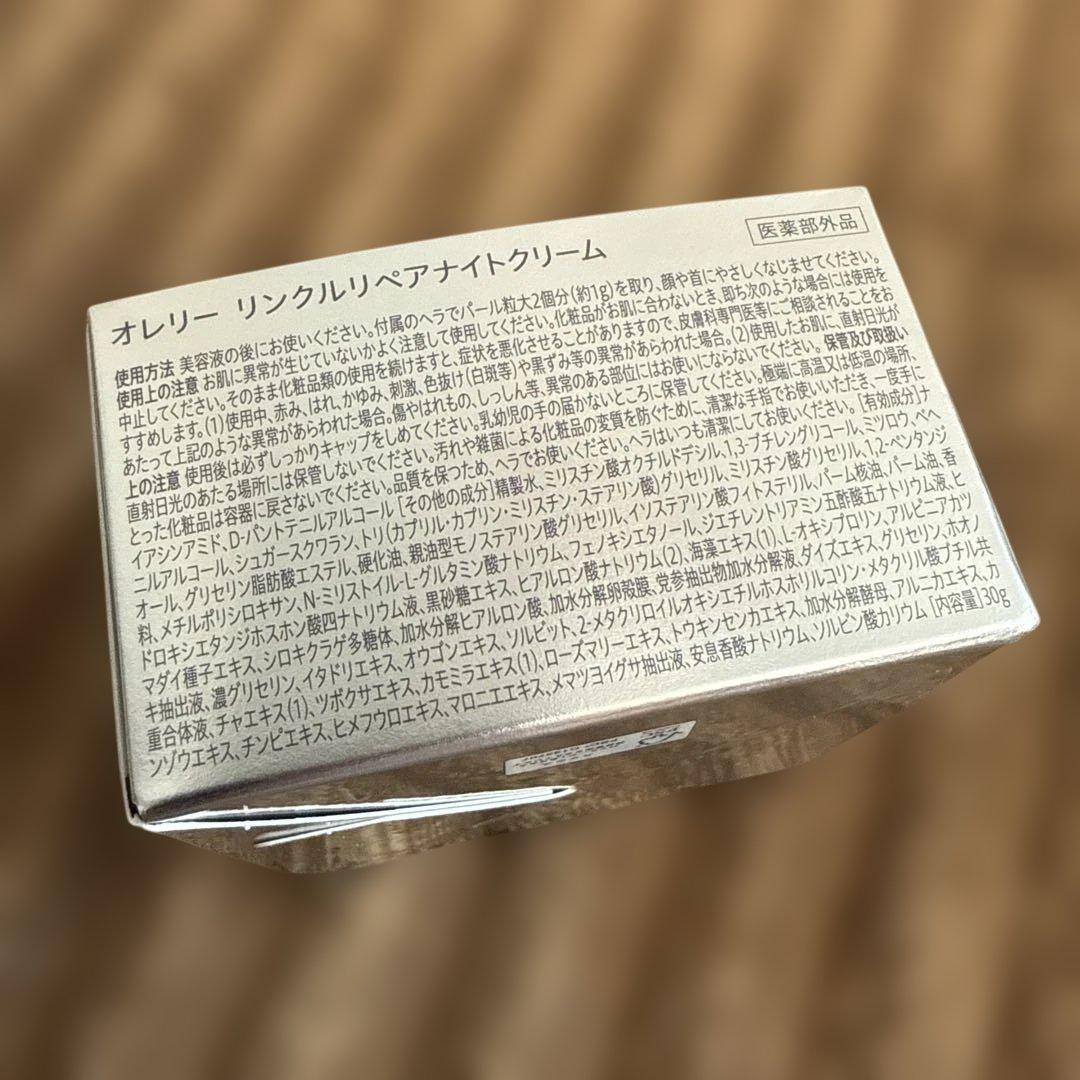 医薬部外品
オレリー リンクルリペアナイトクリーム
使用方法 美容液の後にお使いください。付属のヘラでパール粒大2個分(約1g)を取り、顔や首にやさしくなじませてください。
使用上の注意 お肌に異常が生じていないかよく注意して使用してください。化粧品がお肌に合わないとき、即ち次のような場合には使用を
中止してください。そのまま化粧品類の使用を続けますと、症状を悪化させることがありますので、皮膚科専門医等にご相談されることをお
すすめします。(1)使用中、赤み、はれ、かゆみ、刺激、色抜け(白斑等)や黒ずみ等の異常があらわれた場合。(2)使用したお肌に、直射日光が
あたって上記のような異常があらわれた場合。傷やはれもの、しっしん等、異常のある部位にはお使いにならないでください。 保管及び取扱い
上の注意 使用後は必ずしっかりキャップをしめてください。乳幼児の手の届かないところに保管してください。極端に高温又は低温の場所、
直射日光のあたる場所には保管しないでください。汚れや雑菌による化粧品の変質を防ぐために、清潔な手指でお使いいただき、一度手に
とった化粧品は容器に戻さないでください。品質を保つため、ヘラでお使いください。ヘラはいつも清潔にしてお使いください。 [有効成分]ナ
イアシンアミド、D-パントテニルアルコール [その他の成分]精製水、ミリスチン酸オクチルドデシル、1,3-ブチレングリコール、ミツロウ、ベヘ
ニルアルコール、シュガースクワラン、トリ(カプリル・カプリン・ミリスチン・ステアリン酸)グリセリル、ミリスチン酸グリセリル、1,2-ペンタンジ
オール、グリセリン脂肪酸エステル、硬化油、親油型モノステアリン酸グリセリル、イソステアリン酸フィトステリル、パーム核油、パーム油、香
料、メチルポリシロキサン、N-ミリストイル-L-グルタミン酸ナトリウム、フェノキシエタノール、ジエチレントリアミン五酢酸五ナトリウム液、ヒ
ドロキシエタンジホスホン酸四ナトリウム液、黒砂糖エキス、ヒアルロン酸ナトリウム(2)、海藻エキス(1)、L-オキシプロリン、アルピニアカツ
マダイ種子エキス、シロキクラゲ多糖体、加水分解ヒアルロン酸、加水分解卵殻膜、党参抽出物加水分解液、ダイズエキス、グリセリン、ホオノ
キ抽出液、濃グリセリン、イタドリエキス、オウゴンエキス、ソルビット、2-メタクリロイルオキシエチルホスホリルコリン・メタクリル酸ブチル共
重合体液、チャエキス(1)、ツボクサエキス、カモミラエキス(1)、ローズマリーエキス、トウキンセンカエキス、加水分解酵母、アルニカエキス、カ
ンゾウエキス、チンピエキス、ヒメフウロエキス、マロニエエキス、メマツヨイグサ抽出液、安息香酸ナトリウム、ソルビン酸カリウム [内容量]30g